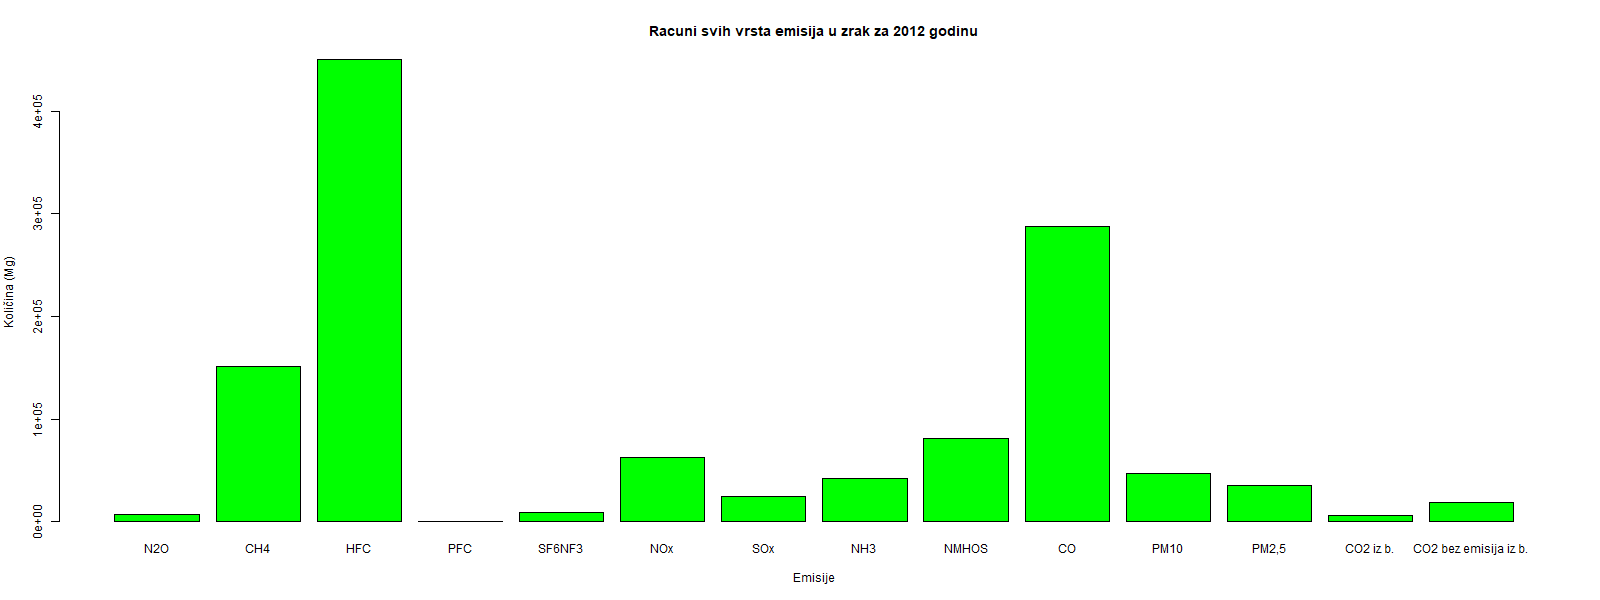 Racuni svih vrsta emisija u zrak za 2012 godinu
Količina (Mg)
4e+05
3e+05
2e+05
1e+05
0e+00
N2O CH4 HFC PFC SF6NF3 NOx SOx NH3 NMHOS CO PM10 PM2,5 CO2 iz b. CO2 bez emisija iz b.
Emisije